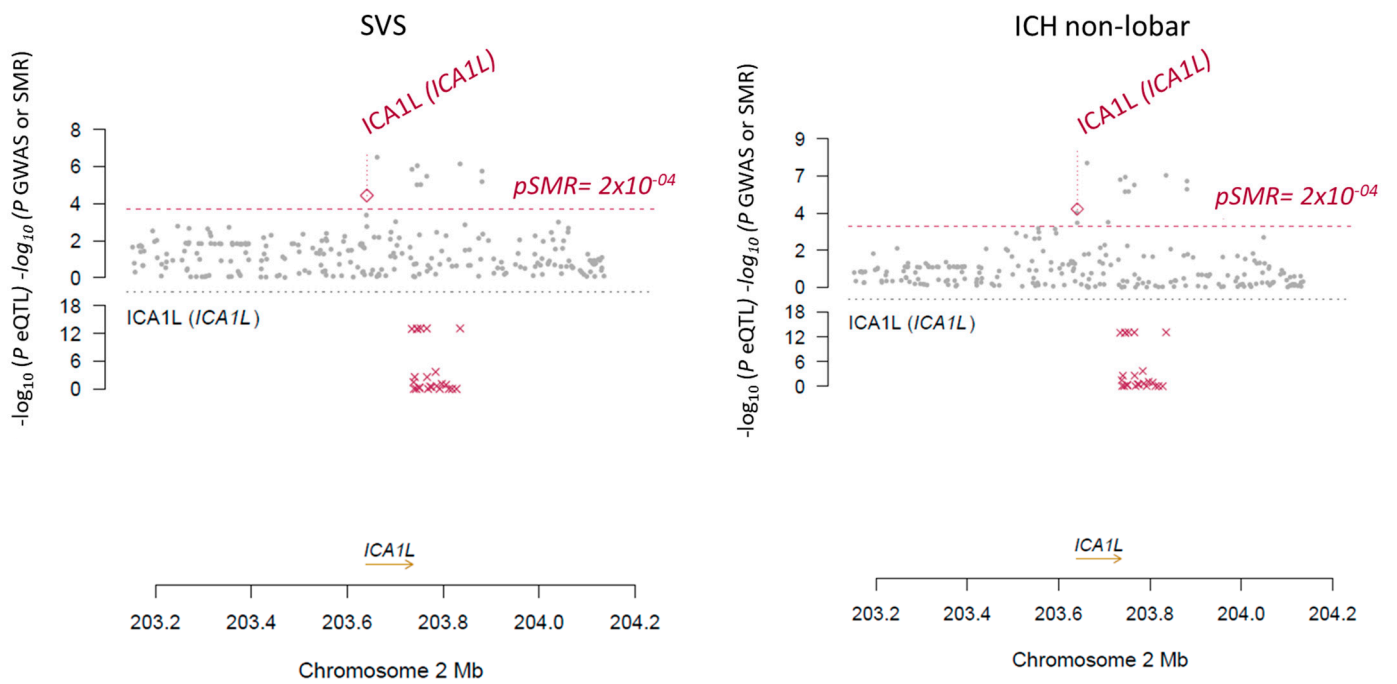 SVS
-log10 (P eQTL) -log10 (P GWAS or SMR)
ICA1L (ICA1L)
8
6
4
2
0
pSMR= 2x10-04
18
12
6
0
ICA1L (ICA1L)
ICA1L
203.2 203.4 203.6 203.8 204.0 204.2
Chromosome 2 Mb
ICH non-lobar
-log10 (P eQTL) -log10 (P GWAS or SMR)
ICA1L (ICA1L)
9
7
4
2
0
pSMR= 2x10-04
18
12
6
0
ICA1L (ICA1L)
ICA1L
203.2 203.4 203.6 203.8 204.0 204.2
Chromosome 2 Mb